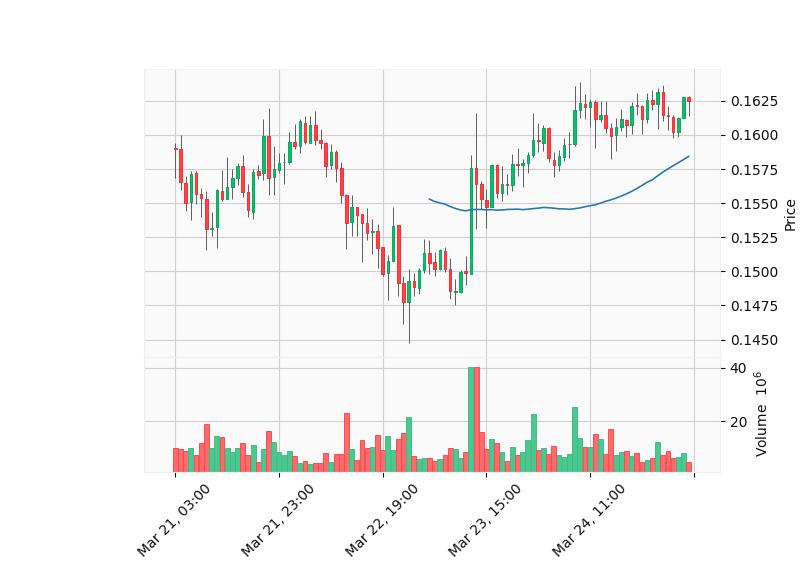 0.1625
0.1600
0.1575
0.1550
0.1525
0.1500
0.1475
0.1450
Price
40
20
Volume 10⁶
Mar 21, 03:00
Mar 21, 23:00
Mar 22, 19:00
Mar 23, 15:00
Mar 24, 11:00